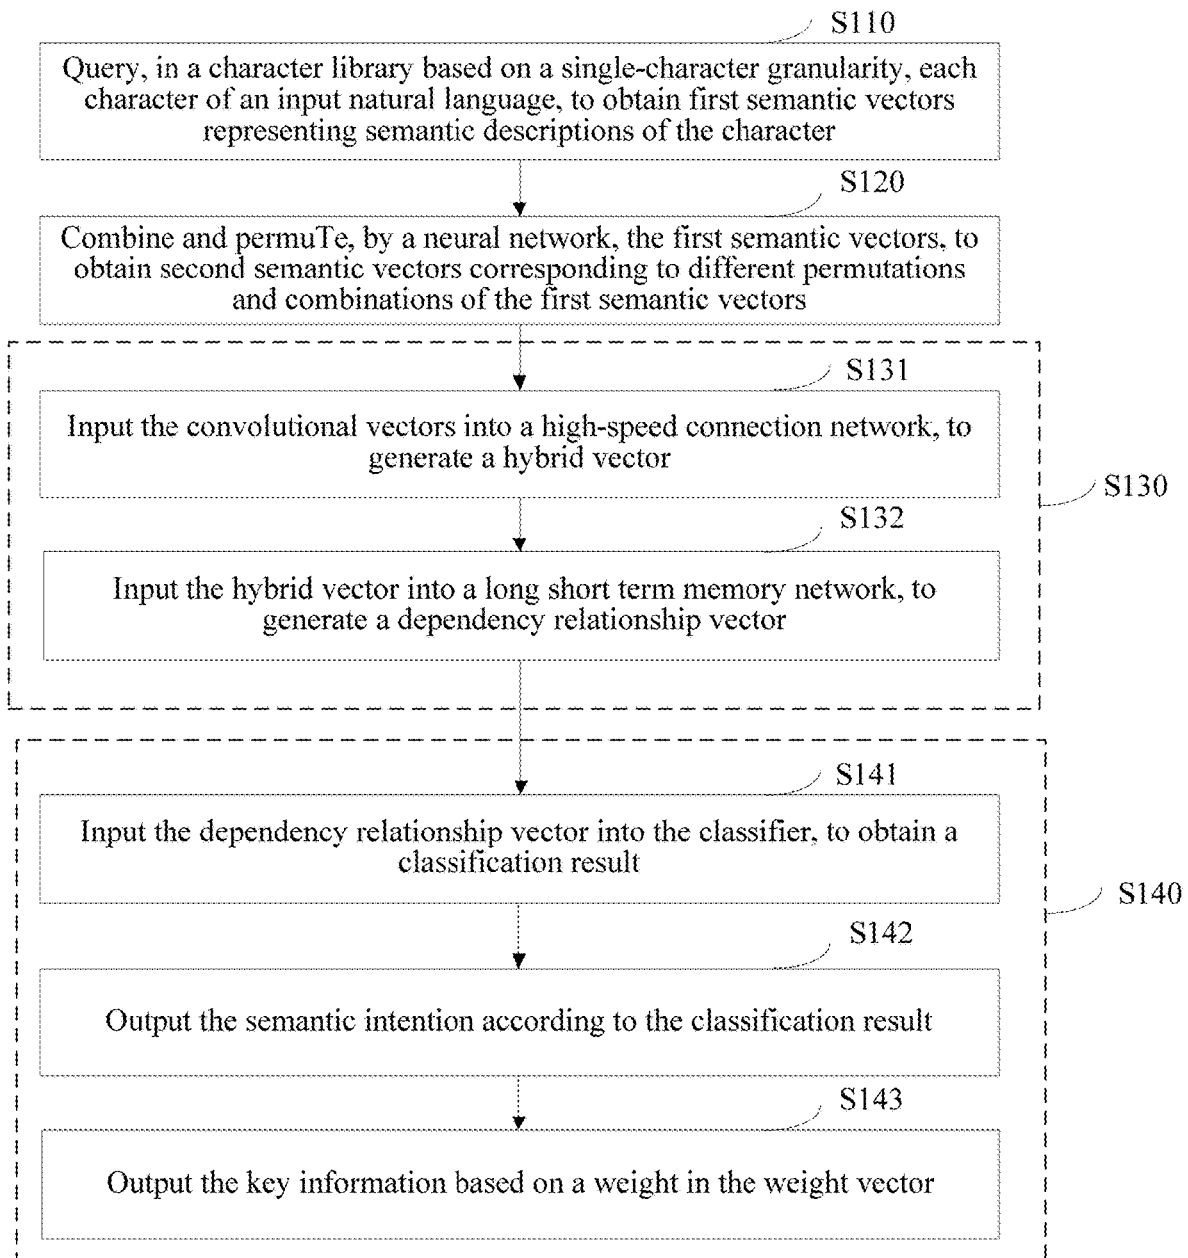 S110
Query, in a character library based on a single-character granularity, each
character of an input natural language, to obtain first semantic vectors
representing semantic descriptions of the character
S120
Combine and permuTe, by a neural network, the first semantic vectors, to
obtain second semantic vectors corresponding to different permutations
and combinations of the first semantic vectors
S131
Input the convolutional vectors into a high-speed connection network, to
generate a hybrid vector
S130
S132
Input the hybrid vector into a long short term memory network, to
generate a dependency relationship vector
S141
Input the dependency relationship vector into the classifier, to obtain a
classification result
S140
S142
Output the semantic intention according to the classification result
S143
Output the key information based on a weight in the weight vector